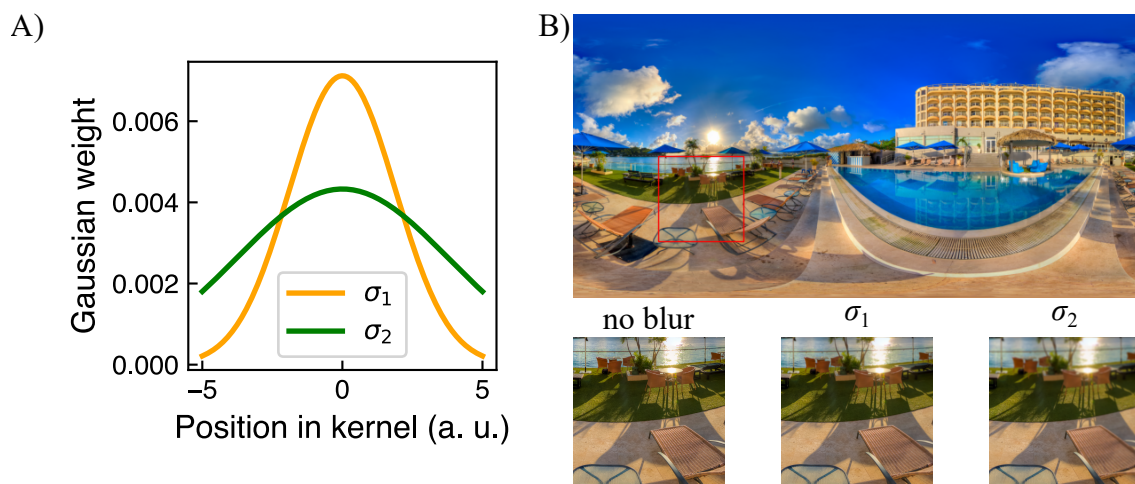 A)
Gaussian weight
0.006
0.004
0.002
0.000
σ1
σ2
−5
0
5
Position in kernel (a. u.)
B)
no blur
σ1
σ2